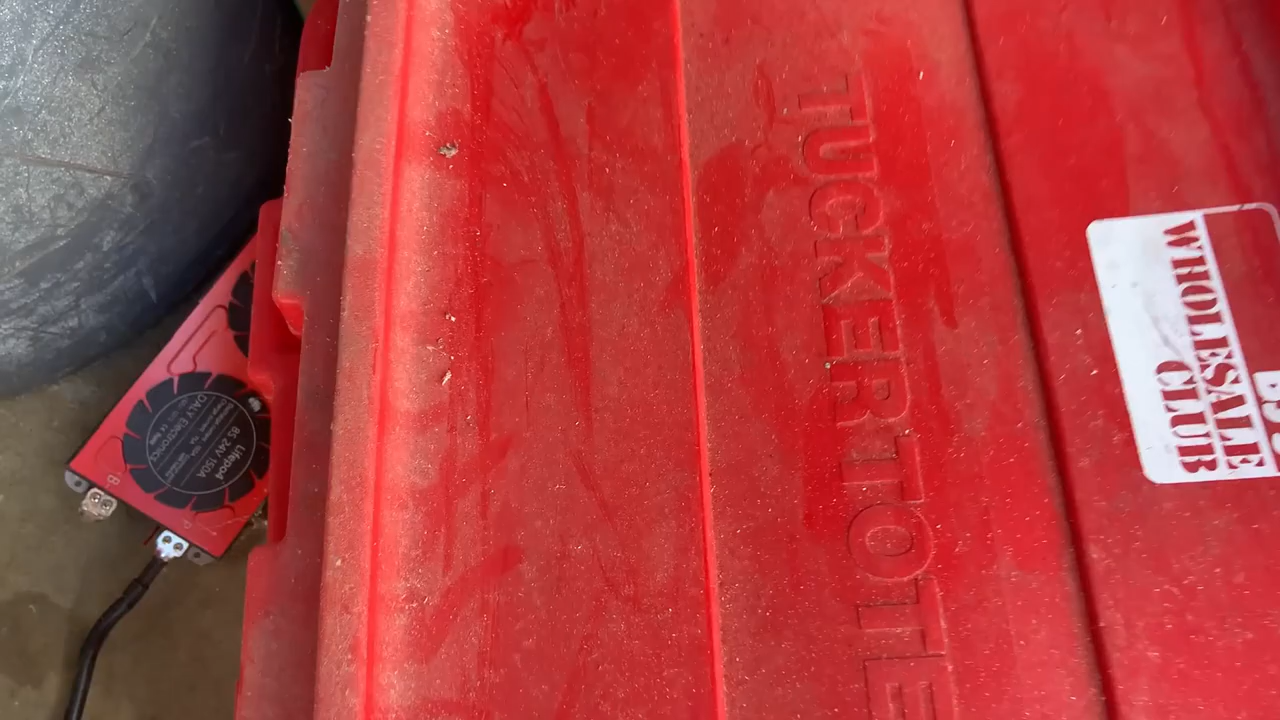 TUCKERTOTE
WHOLESALE
CLUB
Lifepo4
8S 24V 150A
DALY Electronics
B-
P-